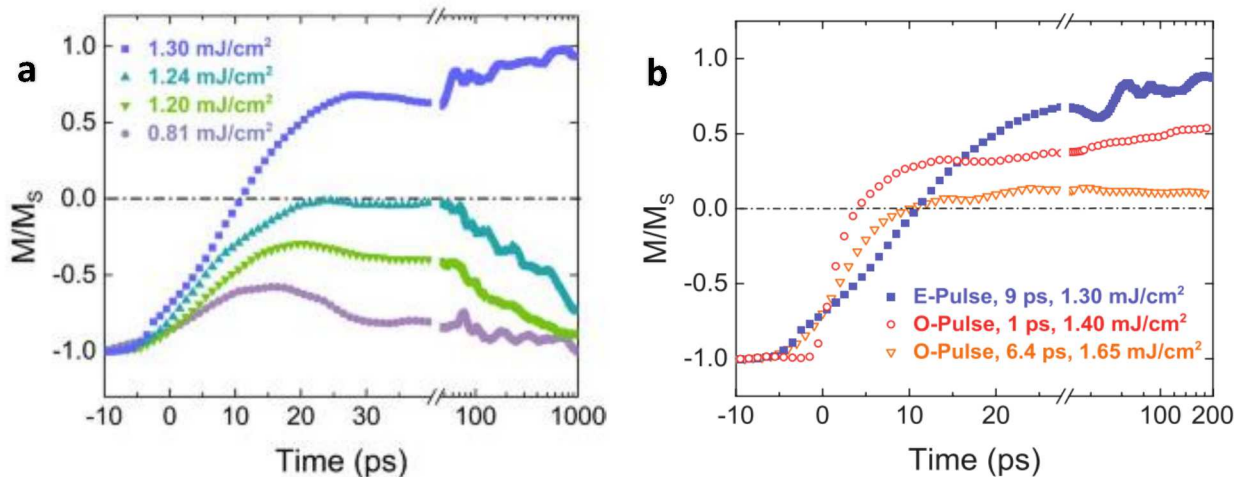 a
1.30 mJ/cm²
1.24 mJ/cm²
1.20 mJ/cm²
0.81 mJ/cm²
1.0
0.5
0.0
-0.5
-1.0
M/M_S
-10 0 10 20 30 100 1000
Time (ps)
b
1.0
0.5
0.0
-0.5
-1.0
M/M_S
E-Pulse, 9 ps, 1.30 mJ/cm²
O-Pulse, 1 ps, 1.40 mJ/cm²
O-Pulse, 6.4 ps, 1.65 mJ/cm²
-10 0 10 20 100 200
Time (ps)